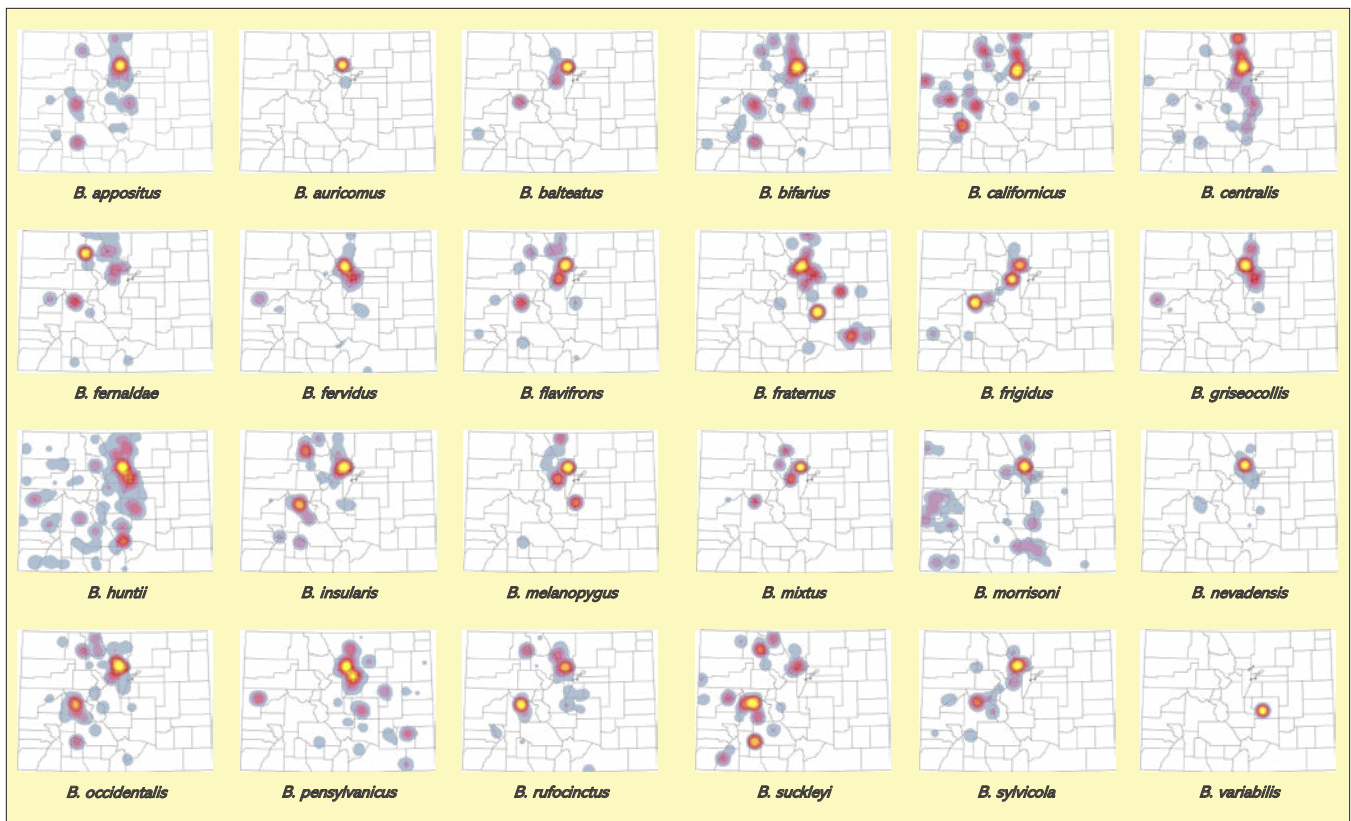 B. appositus B. auricomus B. balteatus B. bifarius B. californicus B. centralis
B. fernaldae B. fervidus B. flavifrons B. fraternus B. frigidus B. griseocollis
B. huntii B. insularis B. melanopygus B. mixtus B. morrisoni B. nevadensis
B. occidentalis B. pensylvanicus B. rufocinctus B. suckleyi B. sylvicola B. variabilis